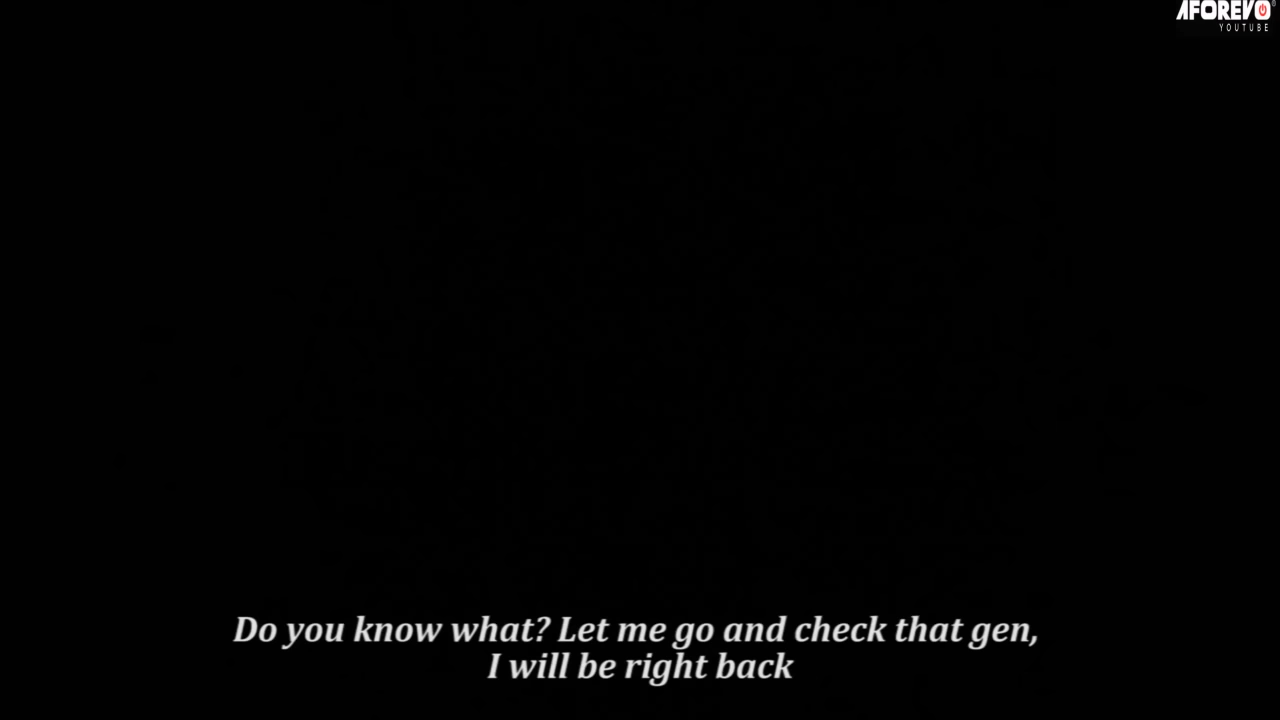 AFOREVO
YOUTUBE
Do you know what? Let me go and check that gen,
I will be right back